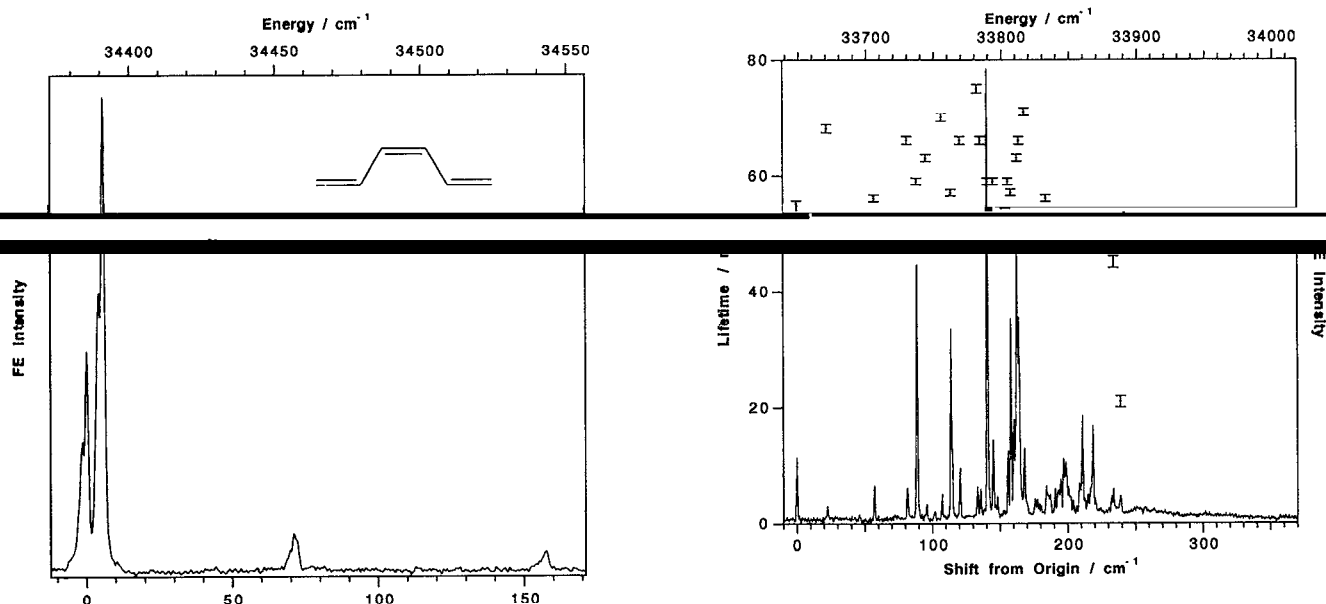 Energy / cm⁻¹
34400 34450 34500 34550
FE Intensity
0 50 100 150
Energy / cm⁻¹
33700 33800 33900 34000
80
60
40
20
0
Lifetime /
Intensity
0 100 200 300
Shift from Origin / cm⁻¹